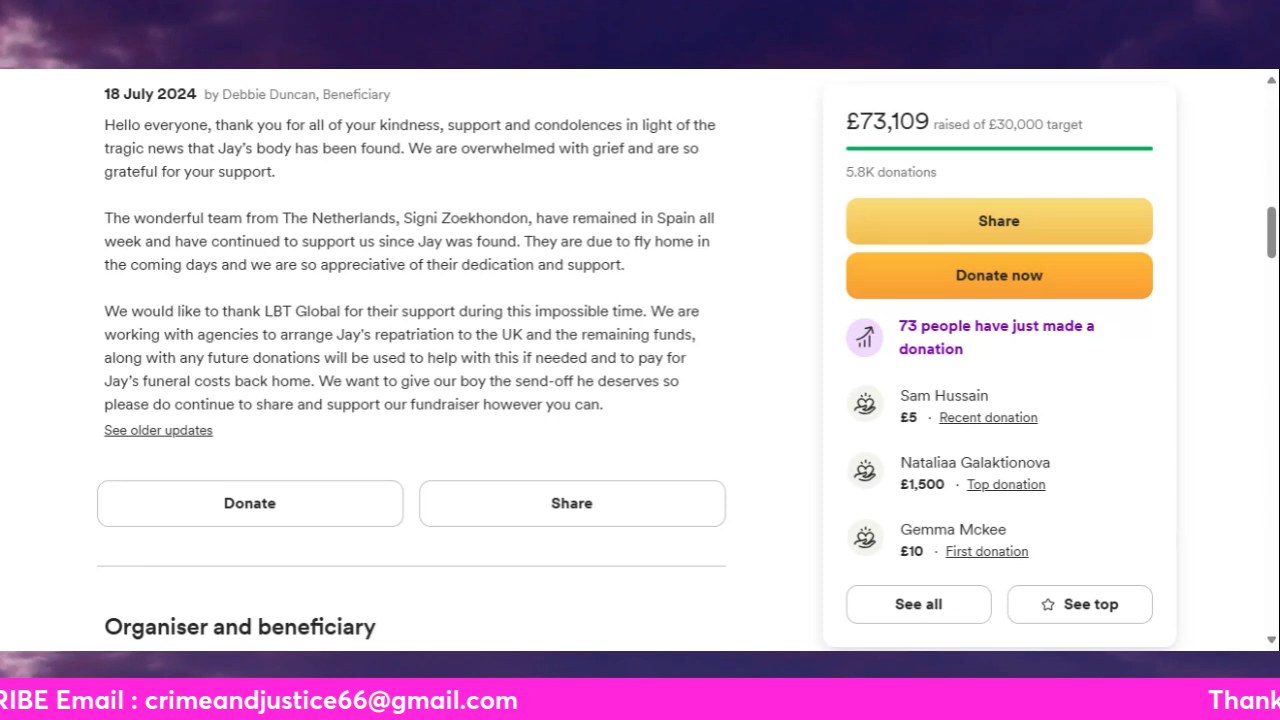 18 July 2024 by Debbie Duncan, Beneficiary
Hello everyone, thank you for all of your kindness, support and condolences in light of the
tragic news that Jay's body has been found. We are overwhelmed with grief and are so
grateful for your support.
The wonderful team from The Netherlands, Signi Zoekhondon, have remained in Spain all
week and have continued to support us since Jay was found. They are due to fly home in
the coming days and we are so appreciative of their dedication and support.
We would like to thank LBT Global for their support during this impossible time. We are
working with agencies to arrange Jay's repatriation to the UK and the remaining funds,
along with any future donations will be used to help with this if needed and to pay for
Jay's funeral costs back home. We want to give our boy the send-off he deserves so
please do continue to share and support our fundraiser however you can.
See older updates
Donate
Share
Organiser and beneficiary
£73,109 raised of £30,000 target
5.8K donations
Share
Donate now
73 people have just made a
donation
Sam Hussain
£5 · Recent donation
Nataliaa Galaktionova
£1,500 · Top donation
Gemma Mckee
£10 · First donation
See all
See top
RIBE Email : crimeandjustice66@gmail.com
Thank